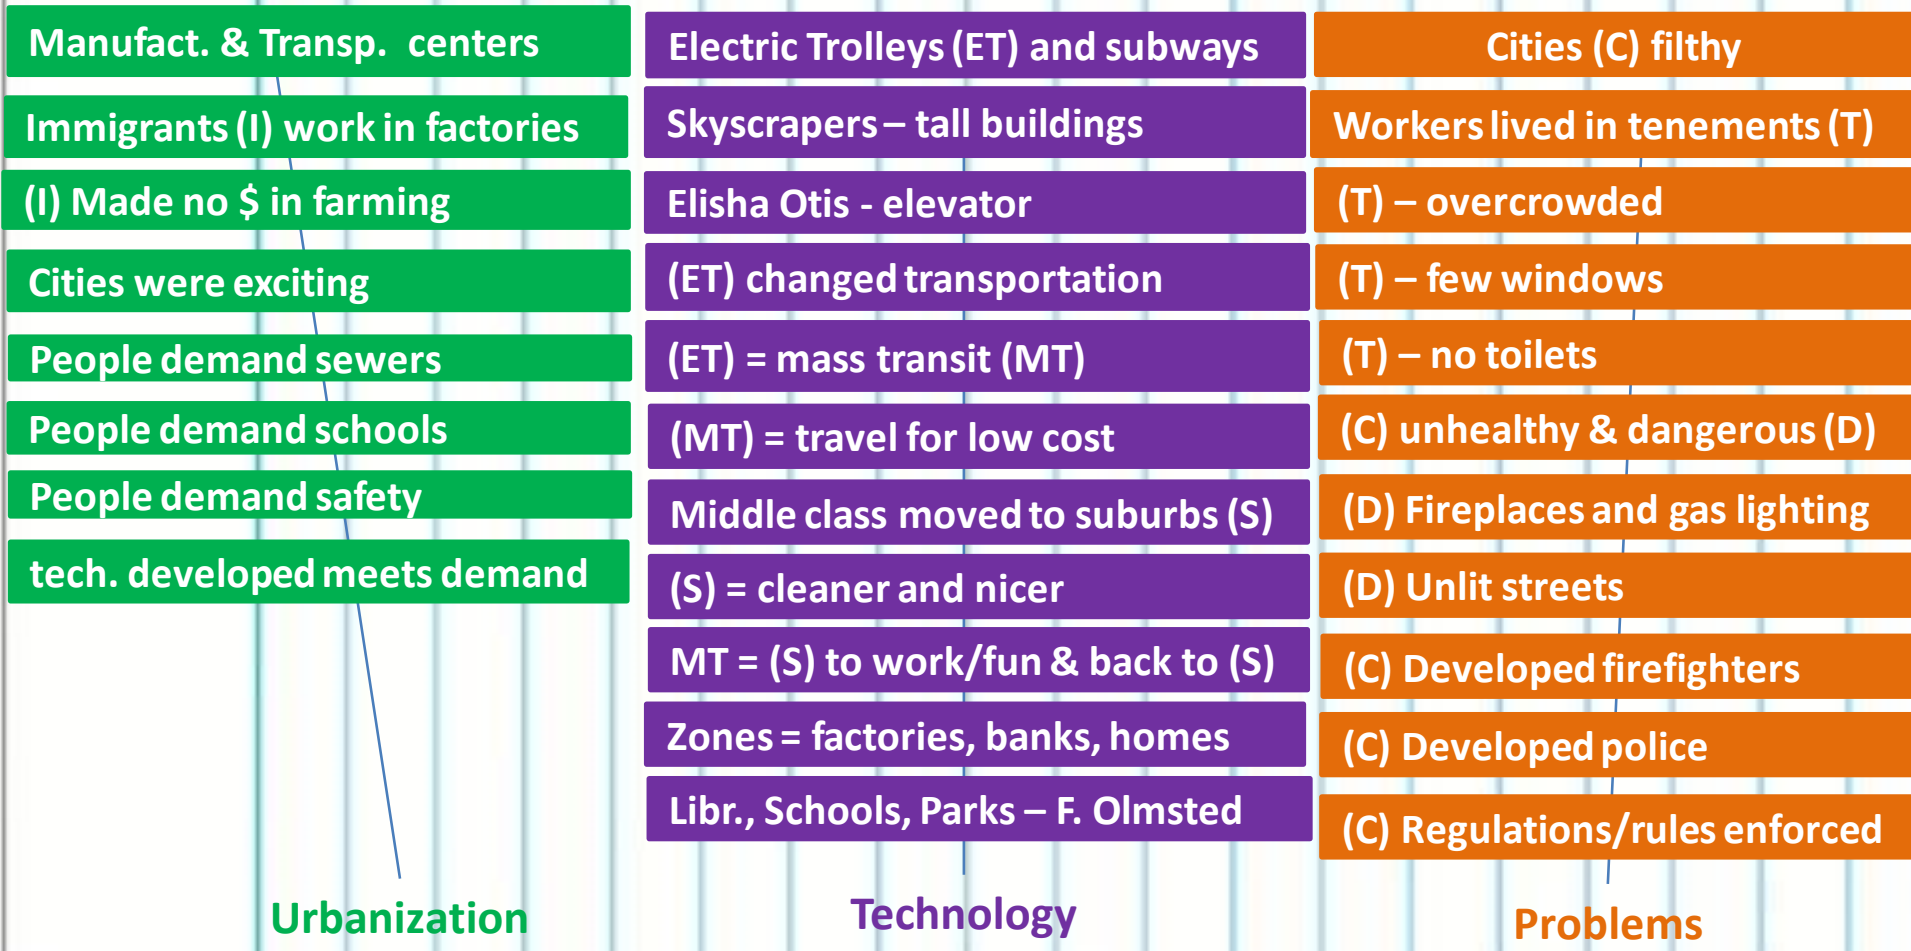 Manufact. & Transp. centers
Immigrants (I) work in factories
(I) Made no $ in farming
Cities were exciting
People demand sewers
People demand schools
People demand safety
tech. developed meets demand
Urbanization
Electric Trolleys (ET) and subways
Skyscrapers – tall buildings
Elisha Otis - elevator
(ET) changed transportation
(ET) = mass transit (MT)
(MT) = travel for low cost
Middle class moved to suburbs (S)
(S) = cleaner and nicer
MT = (S) to work/fun & back to (S)
Zones = factories, banks, homes
Libr., Schools, Parks – F. Olmsted
Technology
Cities (C) filthy
Workers lived in tenements (T)
(T) – overcrowded
(T) – few windows
(T) – no toilets
(C) unhealthy & dangerous (D)
(D) Fireplaces and gas lighting
(D) Unlit streets
(C) Developed firefighters
(C) Developed police
(C) Regulations/rules enforced
Problems